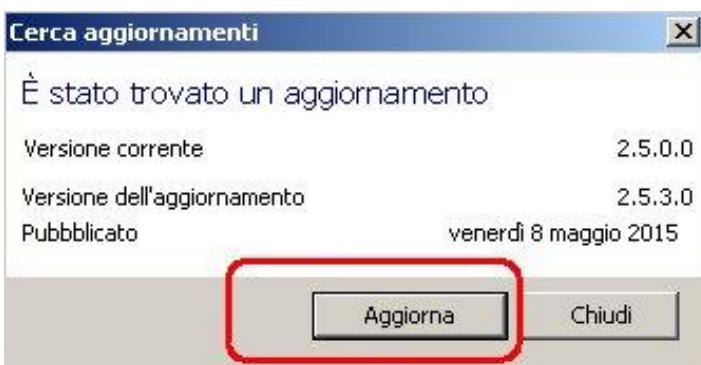 Cerca aggiornamenti
È stato trovato un aggiornamento
Versione corrente 2.5.0.0
Versione dell'aggiornamento 2.5.3.0
Pubbblicato venerdì 8 maggio 2015
Aggiorna Chiudi